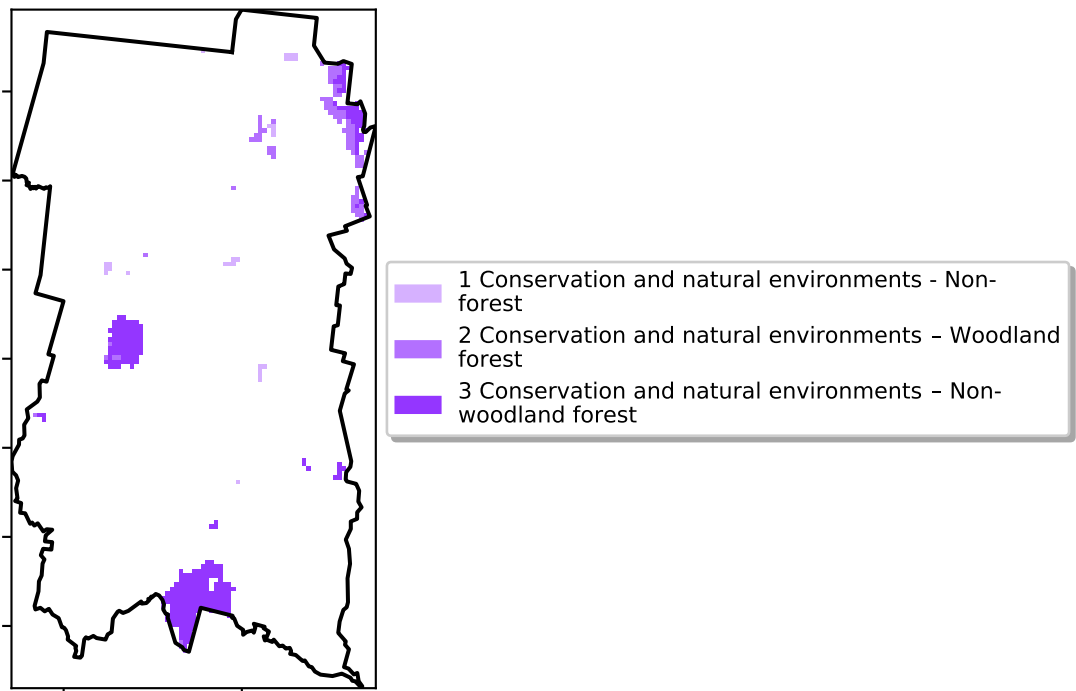 1 Conservation and natural environments - Non-
forest
2 Conservation and natural environments – Woodland
forest
3 Conservation and natural environments – Non-
woodland forest